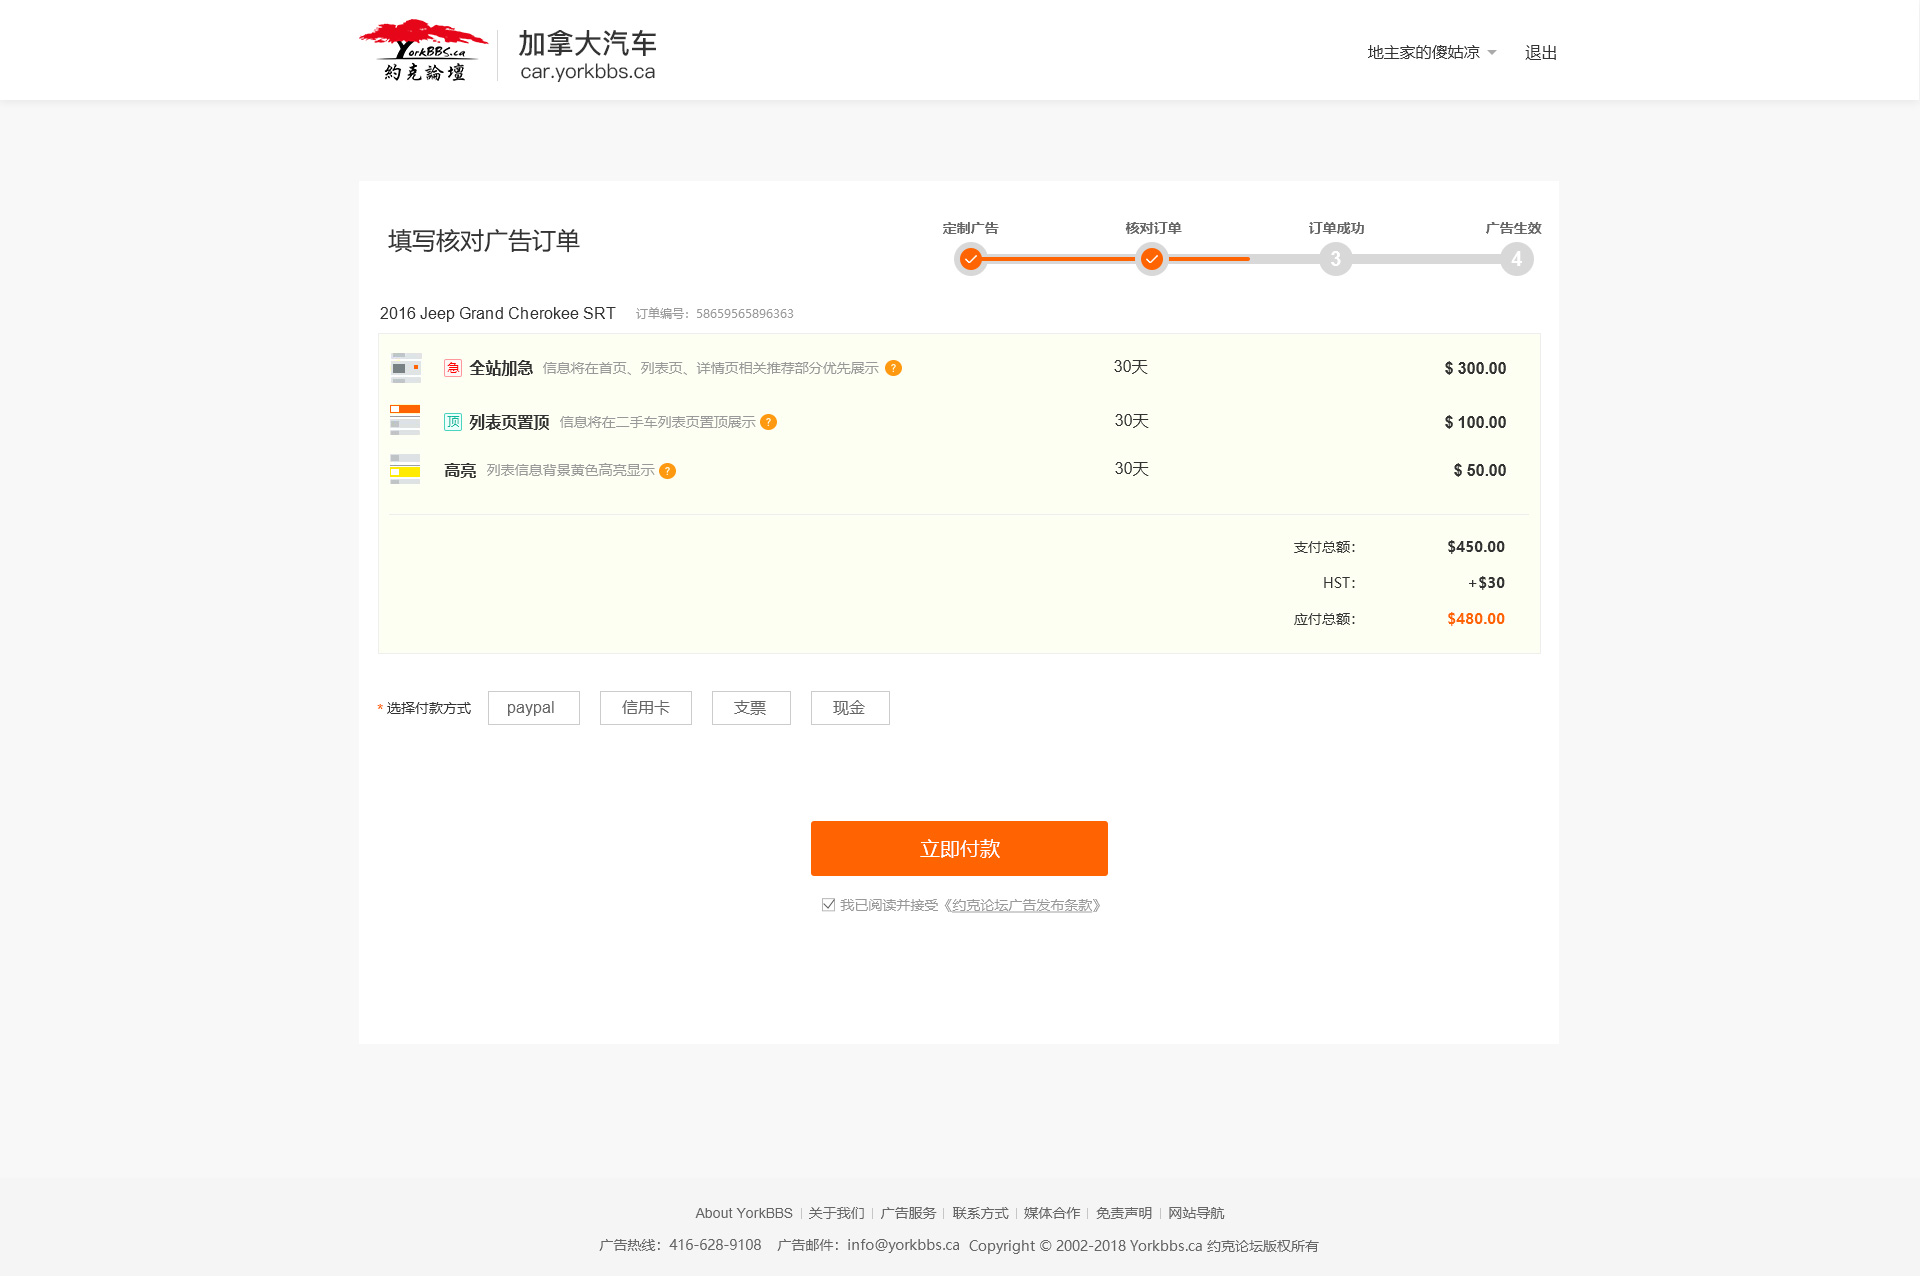 YorkBBS.ca
約克論壇
加拿大汽车
car.yorkbbs.ca
地主家的傻姑凉
退出
填写核对广告订单
定制广告
核对订单
订单成功
广告生效
3
4
2016 Jeep Grand Cherokee SRT 订单编号：58659565896363
急 全站加急 信息将在首页、列表页、详情页相关推荐部分优先展示 ? 30天 $ 300.00
顶 列表页置顶 信息将在二手车列表页置顶展示 ? 30天 $ 100.00
高亮 列表信息背景黄色高亮显示 ? 30天 $ 50.00
支付总额： $450.00
HST： +$30
应付总额： $480.00
* 选择付款方式 paypal 信用卡 支票 现金
立即付款
我已阅读并接受《约克论坛广告发布条款》
About YorkBBS 关于我们 广告服务 联系方式 媒体合作 免责声明 网站导航
广告热线：416-628-9108 广告邮件：info@yorkbbs.ca Copyright © 2002-2018 Yorkbbs.ca 约克论坛版权所有